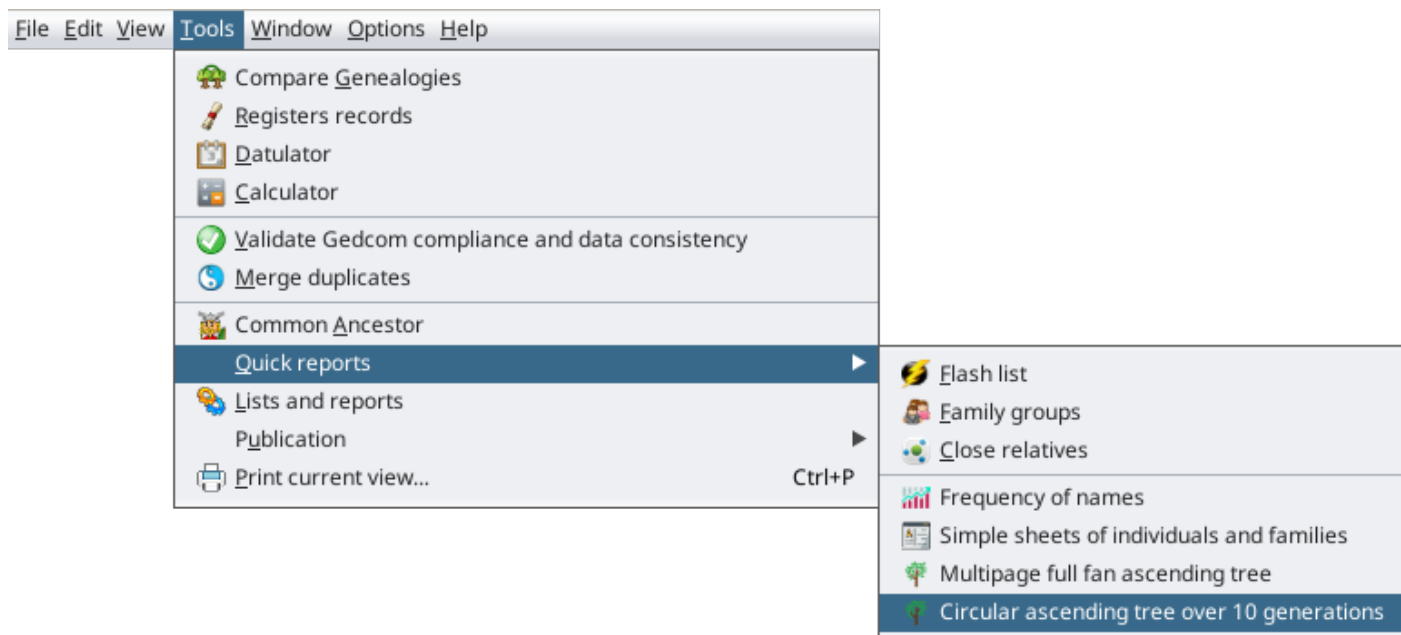 File Edit View Tools Window Options Help
Compare Genealogies
Registers records
Datulator
Calculator
Validate Gedcom compliance and data consistency
Merge duplicates
Common Ancestor
Quick reports
Lists and reports
Publication
Print current view... Ctrl+P
Flash list
Family groups
Close relatives
Frequency of names
Simple sheets of individuals and families
Multipage full fan ascending tree
Circular ascending tree over 10 generations